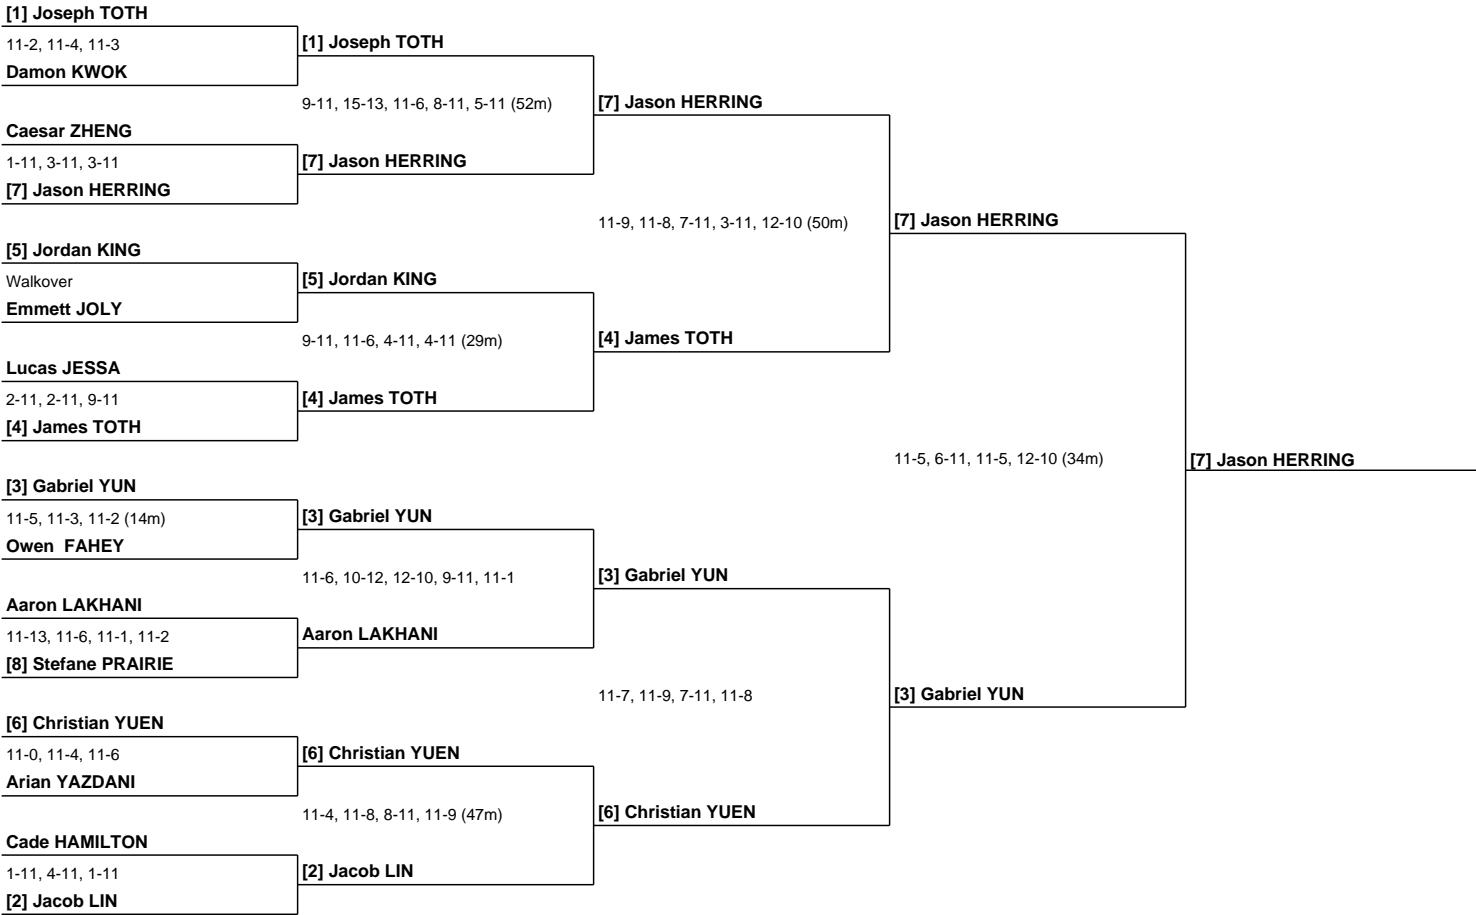 [1] Joseph TOTH
11-2, 11-4, 11-3
Damon KWOK
Caesar ZHENG
1-11, 3-11, 3-11
[7] Jason HERRING
[5] Jordan KING
Walkover
Emmett JOLY
Lucas JESSA
2-11, 2-11, 9-11
[4] James TOTH
[3] Gabriel YUN
11-5, 11-3, 11-2 (14m)
Owen  FAHEY
Aaron LAKHANI
11-13, 11-6, 11-1, 11-2
[8] Stefane PRAIRIE
[6] Christian YUEN
11-0, 11-4, 11-6
Arian YAZDANI
Cade HAMILTON
1-11, 4-11, 1-11
[2] Jacob LIN
[1] Joseph TOTH
9-11, 15-13, 11-6, 8-11, 5-11 (52m)
[7] Jason HERRING
[5] Jordan KING
9-11, 11-6, 4-11, 4-11 (29m)
[4] James TOTH
[3] Gabriel YUN
11-6, 10-12, 12-10, 9-11, 11-1
Aaron LAKHANI
[6] Christian YUEN
11-4, 11-8, 8-11, 11-9 (47m)
[2] Jacob LIN
[7] Jason HERRING
11-9, 11-8, 7-11, 3-11, 12-10 (50m)
[4] James TOTH
[3] Gabriel YUN
11-7, 11-9, 7-11, 11-8
[6] Christian YUEN
[7] Jason HERRING
11-5, 6-11, 11-5, 12-10 (34m)
[3] Gabriel YUN
[7] Jason HERRING